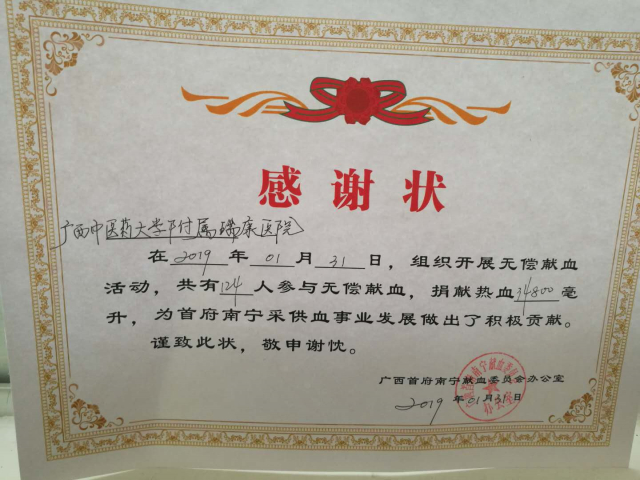 感谢状
广西中医药大学附属瑞康医院
在2019年01月31日，组织开展无偿献血
活动，共有124人参与无偿献血，捐献热血34800毫
升，为首府南宁采供血事业发展做出了积极贡献。
谨致此状，敬申谢忱。
广西首府南宁献血委员会办公室
2019年01月31日